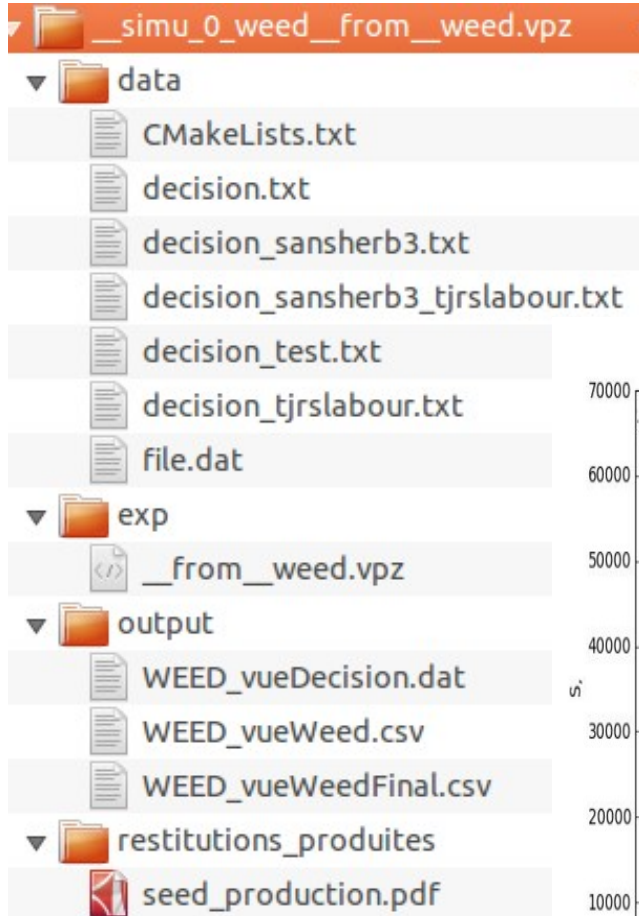 __simu_0_weed__from__weed.vpz
data
CMakeLists.txt
decision.txt
decision_sansherb3.txt
decision_sansherb3_tjrslabour.txt
decision_test.txt
decision_tjrslabour.txt
file.dat
exp
__from__weed.vpz
output
WEED_vueDecision.dat
WEED_vueWeed.csv
WEED_vueWeedFinal.csv
restitutions_produites
seed_production.pdf
70000
60000
50000
40000
s,
30000
20000
10000